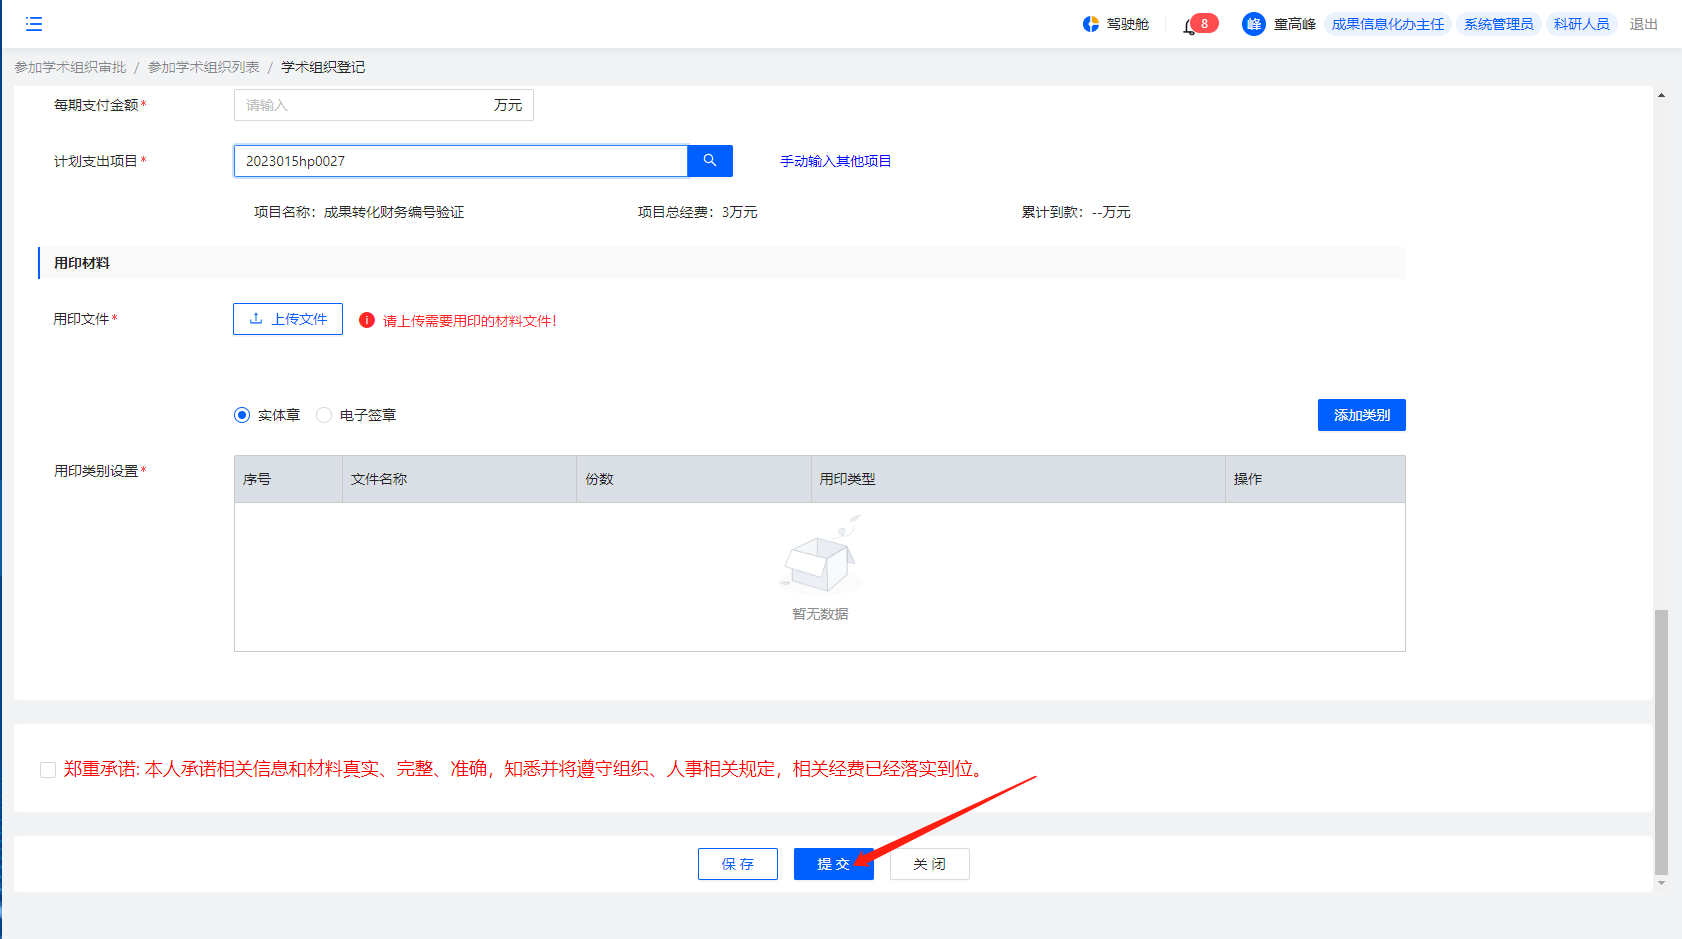 驾驶舱 8 峰 童高峰 成果信息化办主任 系统管理员 科研人员 退出
参加学术组织审批 / 参加学术组织列表 / 学术组织登记
每期支付金额* 请输入 万元
计划支出项目* 2023015hp0027 手动输入其他项目
项目名称：成果转化财务编号验证 项目总经费：3万元 累计到款：--万元
用印材料
用印文件* 上传文件 请上传需要用印的材料文件!
实体章 电子签章 添加类别
用印类别设置*
序号 文件名称 份数 用印类型 操作
暂无数据
郑重承诺: 本人承诺相关信息和材料真实、完整、准确，知悉并将遵守组织、人事相关规定，相关经费已经落实到位。
保 存 提 交 关 闭